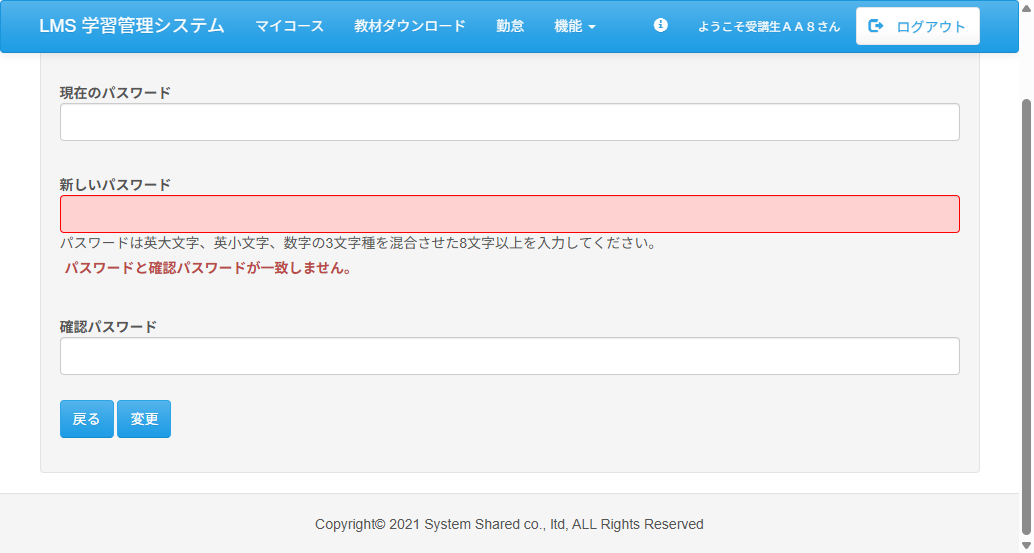 LMS 学習管理システム マイコース 教材ダウンロード 勤怠 機能 ようこそ受講生ＡＡ８さん ログアウト
現在のパスワード
新しいパスワード
パスワードは英大文字、英小文字、数字の3文字種を混合させた8文字以上を入力してください。
パスワードと確認パスワードが一致しません。
確認パスワード
戻る 変更
Copyright© 2021 System Shared co., ltd, ALL Rights Reserved